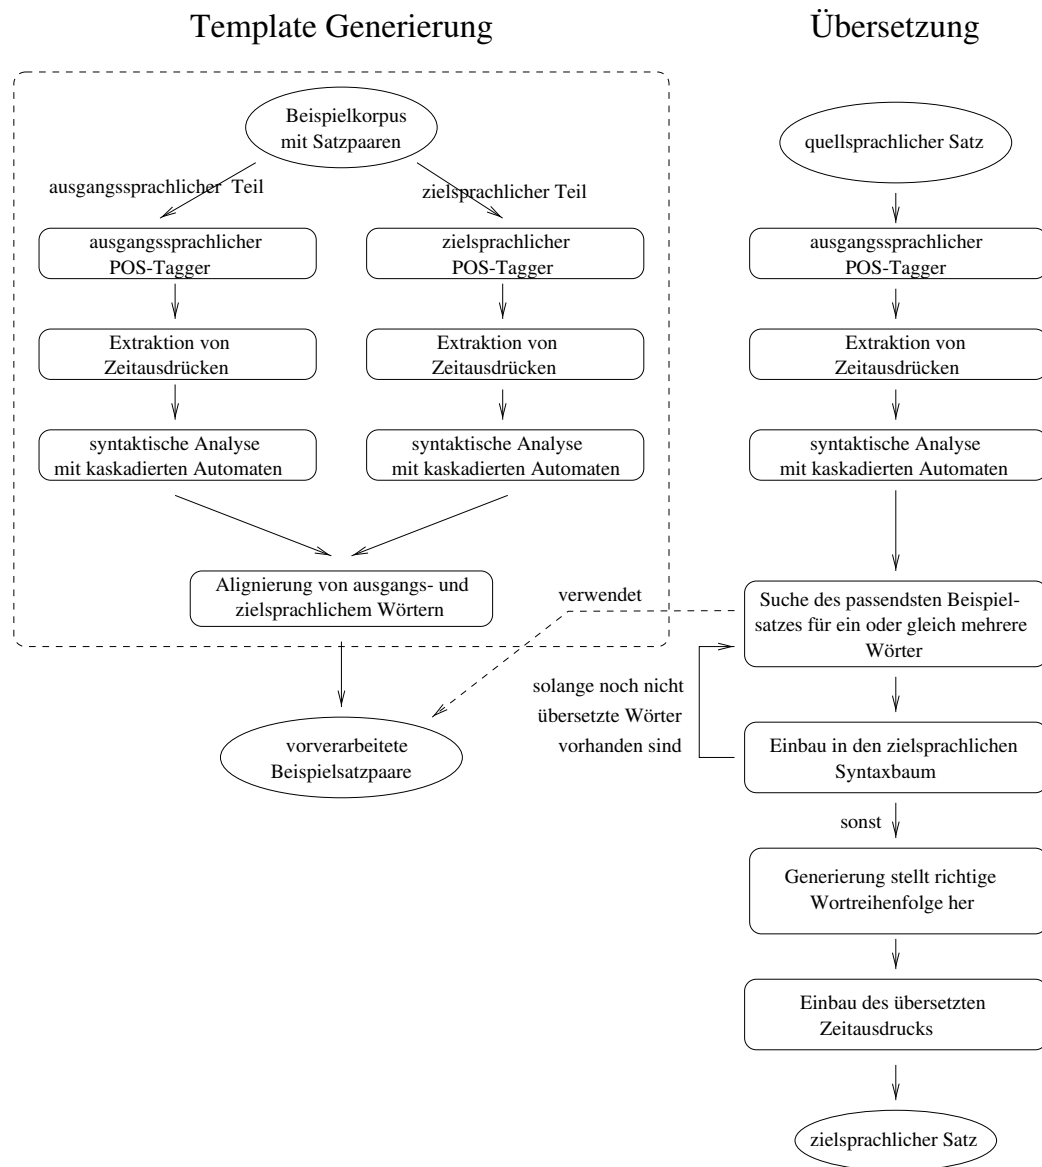 Template Generierung
Beispielkorpus
mit Satzpaaren
ausgangssprachlicher Teil
zielsprachlicher Teil
ausgangssprachlicher
POS-Tagger
zielsprachlicher
POS-Tagger
Extraktion von
Zeitausdrücken
Extraktion von
Zeitausdrücken
syntaktische Analyse
mit kaskadierten Automaten
syntaktische Analyse
mit kaskadierten Automaten
Alignierung von ausgangs- und
zielsprachlichem Wörtern
vorverarbeitete
Beispielsatzpaare
Übersetzung
quellsprachlicher Satz
ausgangssprachlicher
POS-Tagger
Extraktion von
Zeitausdrücken
syntaktische Analyse
mit kaskadierten Automaten
verwendet
Suche des passendsten Beispiel-
satzes für ein oder gleich mehrere
Wörter
solange noch nicht
übersetzte Wörter
vorhanden sind
Einbau in den zielsprachlichen
Syntaxbaum
sonst
Generierung stellt richtige
Wortreihenfolge her
Einbau des übersetzten
Zeitausdrucks
zielsprachlicher Satz